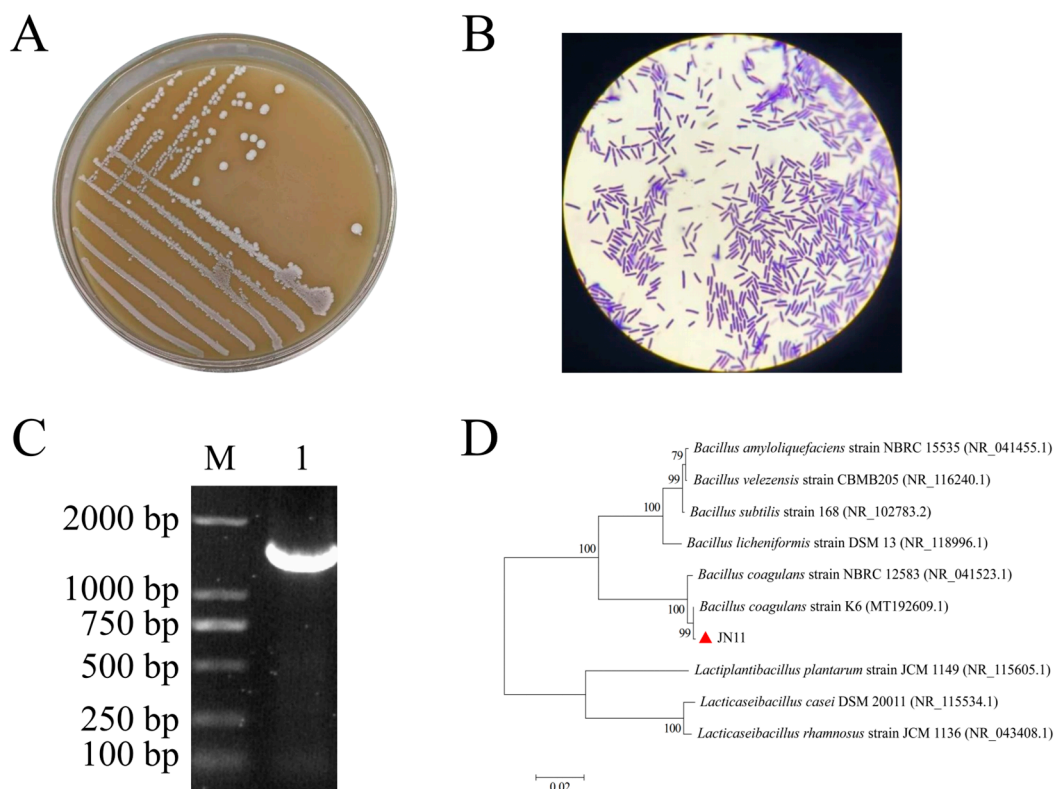 A
B
C
M 1
2000 bp
1000 bp
750 bp
500 bp
250 bp
100 bp
D
Bacillus amyloliquefaciens strain NBRC 15535 (NR_041455.1)
79
Bacillus velezensis strain CBMB205 (NR_116240.1)
99
Bacillus subtilis strain 168 (NR_102783.2)
100
Bacillus licheniformis strain DSM 13 (NR_118996.1)
100
Bacillus coagulans strain NBRC 12583 (NR_041523.1)
Bacillus coagulans strain K6 (MT192609.1)
100
99
JN11
Lactiplantibacillus plantarum strain JCM 1149 (NR_115605.1)
Lacticaseibacillus casei DSM 20011 (NR_115534.1)
100
Lacticaseibacillus rhamnosus strain JCM 1136 (NR_043408.1)
0.02